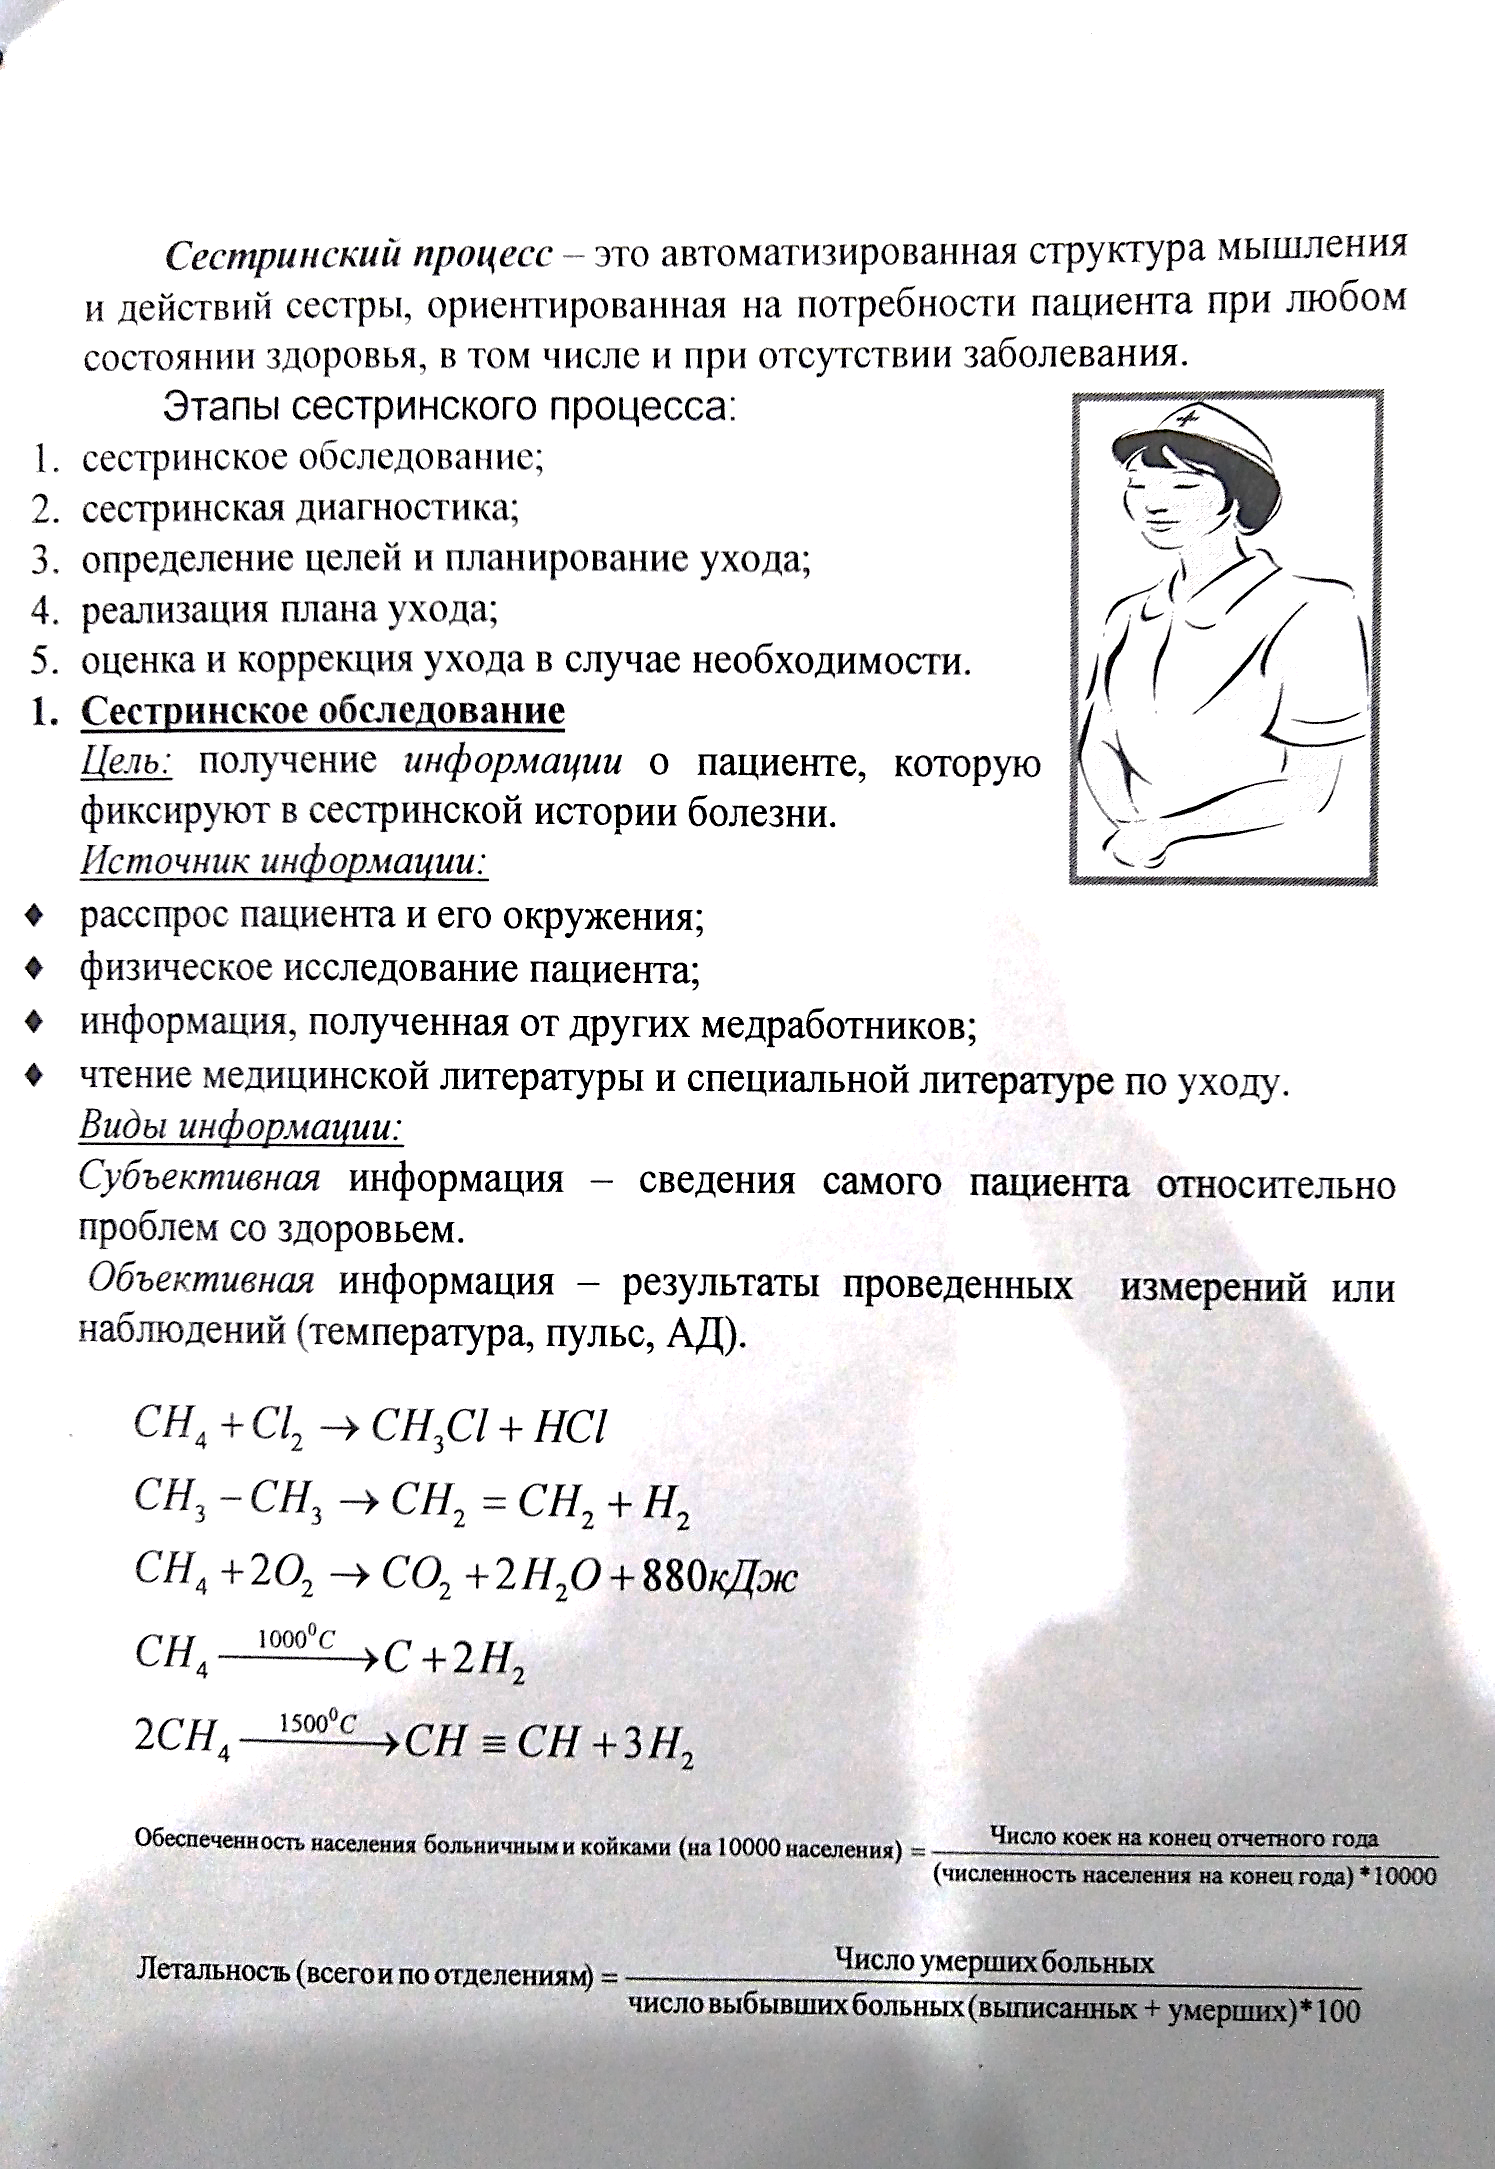 Сестринский процесс – это автоматизированная структура мышления
и действий сестры, ориентированная на потребности пациента при любом
состоянии здоровья, в том числе и при отсутствии заболевания.
Этапы сестринского процесса:
1. сестринское обследование;
2. сестринская диагностика;
3. определение целей и планирование ухода;
4. реализация плана ухода;
5. оценка и коррекция ухода в случае необходимости.
1. Сестринское обследование
Цель: получение информации о пациенте, которую
фиксируют в сестринской истории болезни.
Источник информации:
♦ расспрос пациента и его окружения;
♦ физическое исследование пациента;
♦ информация, полученная от других медработников;
♦ чтение медицинской литературы и специальной литературе по уходу.
Виды информации:
Субъективная информация – сведения самого пациента относительно
проблем со здоровьем.
Объективная информация – результаты проведенных измерений или
наблюдений (температура, пульс, АД).
CH₄ + Cl₂ → CH₃Cl + HCl
CH₃ – CH₃ → CH₂ = CH₂ + H₂
CH₄ + 2O₂ → CO₂ + 2H₂O + 880кДж
1000⁰C
CH₄ → C + 2H₂
1500⁰C
2CH₄ → CH ≡ CH + 3H₂
Число коек на конец отчетного года
Обеспеченность населения больничными койками (на 10000 населения) =
(численность населения на конец года) * 10000
Число умерших больных
Летальность (всего и по отделениям) =
число выбывших больных (выписанных + умерших)*100